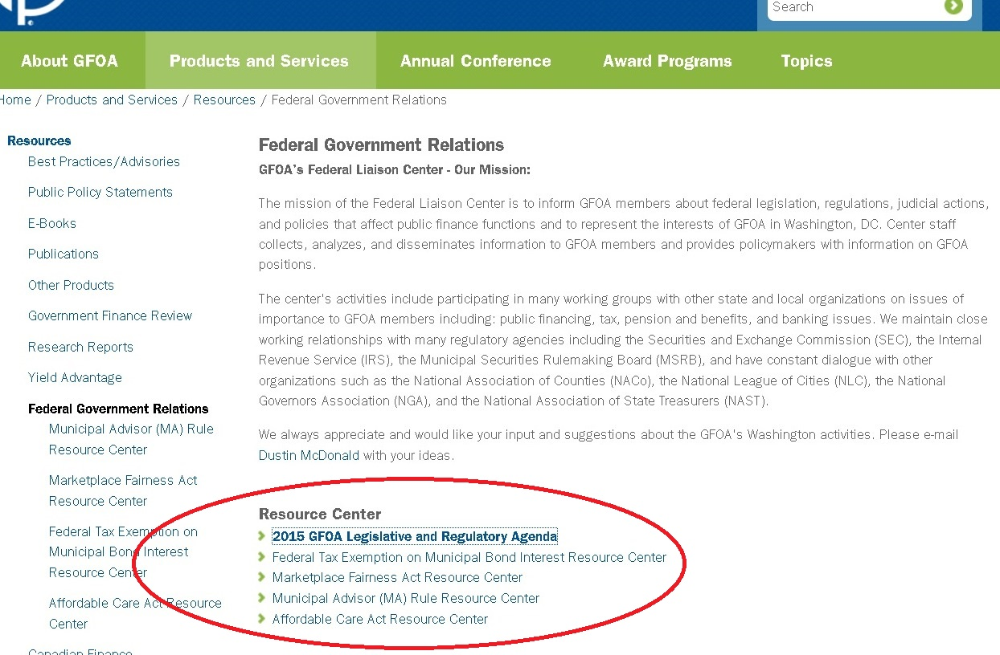 Search
About GFOA
Products and Services
Annual Conference
Award Programs
Topics
Home / Products and Services / Resources / Federal Government Relations
Resources
Best Practices/Advisories
Public Policy Statements
E-Books
Publications
Other Products
Government Finance Review
Research Reports
Yield Advantage
Federal Government Relations
Municipal Advisor (MA) Rule
Resource Center
Marketplace Fairness Act
Resource Center
Federal Tax Exemption on
Municipal Bond Interest
Resource Center
Affordable Care Act Resource
Center
Canadian Finance
Federal Government Relations
GFOA's Federal Liaison Center - Our Mission:
The mission of the Federal Liaison Center is to inform GFOA members about federal legislation, regulations, judicial actions,
and policies that affect public finance functions and to represent the interests of GFOA in Washington, DC. Center staff
collects, analyzes, and disseminates information to GFOA members and provides policymakers with information on GFOA
positions.
The center's activities include participating in many working groups with other state and local organizations on issues of
importance to GFOA members including: public financing, tax, pension and benefits, and banking issues. We maintain close
working relationships with many regulatory agencies including the Securities and Exchange Commission (SEC), the Internal
Revenue Service (IRS), the Municipal Securities Rulemaking Board (MSRB), and have constant dialogue with other
organizations such as the National Association of Counties (NACo), the National League of Cities (NLC), the National
Governors Association (NGA), and the National Association of State Treasurers (NAST).
We always appreciate and would like your input and suggestions about the GFOA's Washington activities. Please e-mail
Dustin McDonald with your ideas.
Resource Center
2015 GFOA Legislative and Regulatory Agenda
Federal Tax Exemption on Municipal Bond Interest Resource Center
Marketplace Fairness Act Resource Center
Municipal Advisor (MA) Rule Resource Center
Affordable Care Act Resource Center